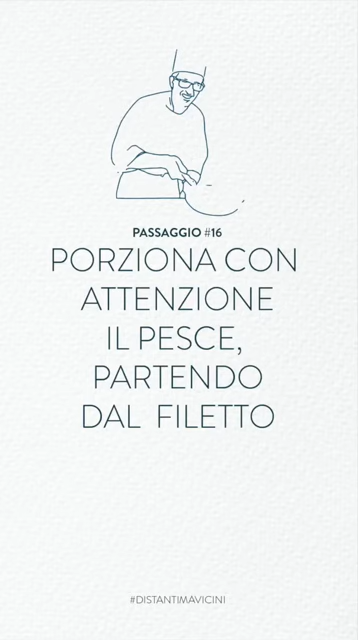 PASSAGGIO #16
PORZIONA CON
ATTENZIONE
IL PESCE,
PARTENDO
DAL FILETTO
#DISTANTIMAVICINI